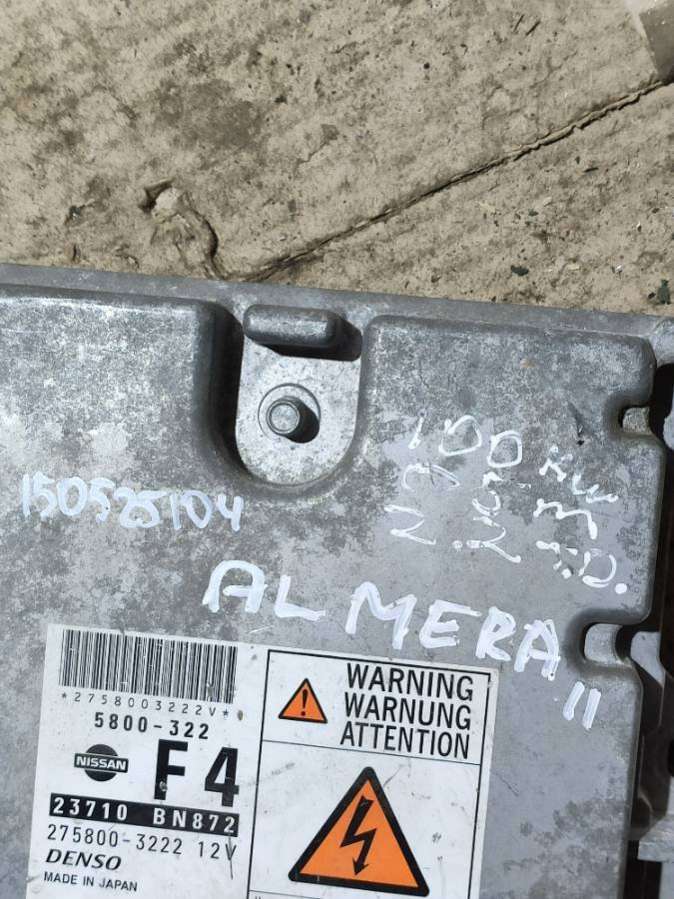 100 KW
150525104
ALMERA II
*2758003222V*
5800-322
NISSAN
F4
23710 BN872
275800-3222 12V
DENSO
MADE IN JAPAN
WARNING
WARNUNG
ATTENTION